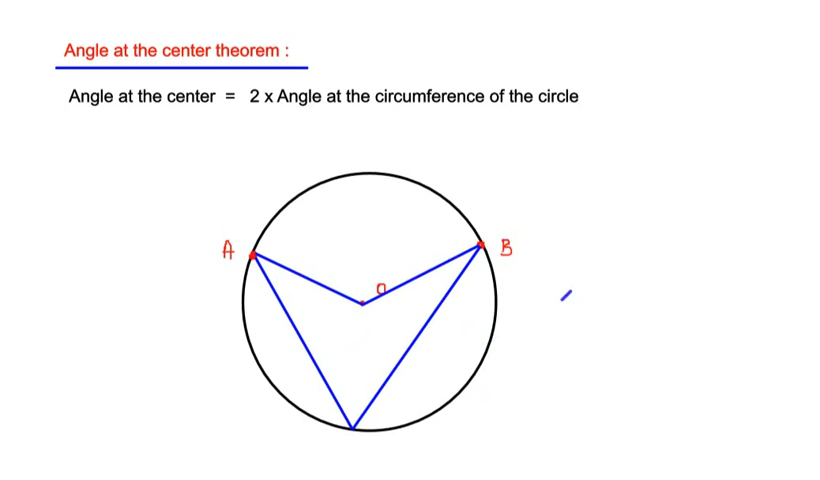 Angle at the center theorem :
Angle at the center = 2 x Angle at the circumference of the circle
A
B
O